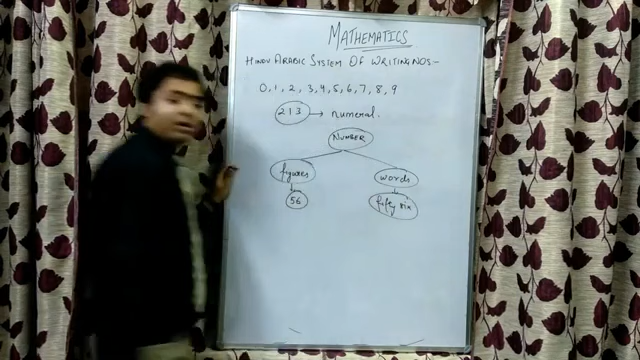 MATHEMATICS
HINDU ARABIC SYSTEM OF WRITING NOS-
0, 1, 2, 3, 4, 5, 6, 7, 8, 9
213 → numeral.
NUMBER
figures words
56 fifty six